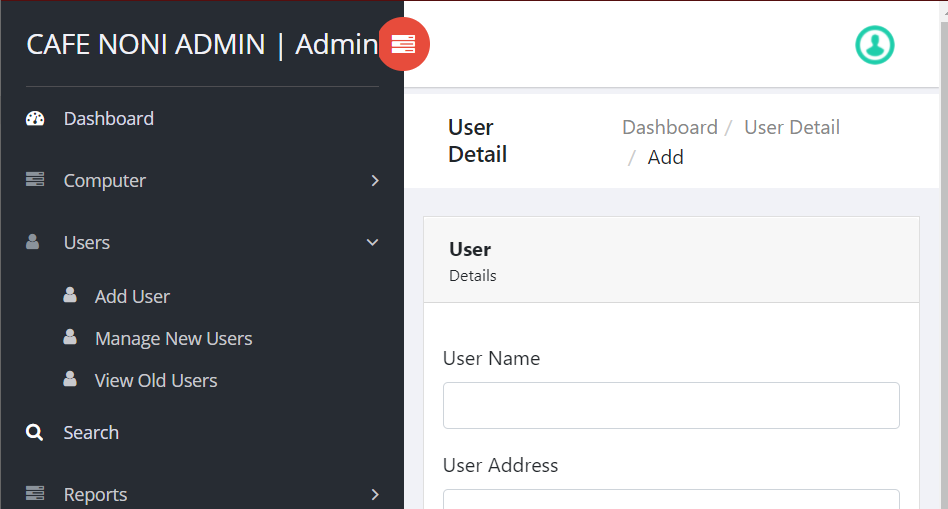 CAFE NONI ADMIN | Admin
Dashboard
Computer
Users
Add User
Manage New Users
View Old Users
Search
Reports
User
Detail
Dashboard / User Detail
/ Add
User
Details
User Name
User Address